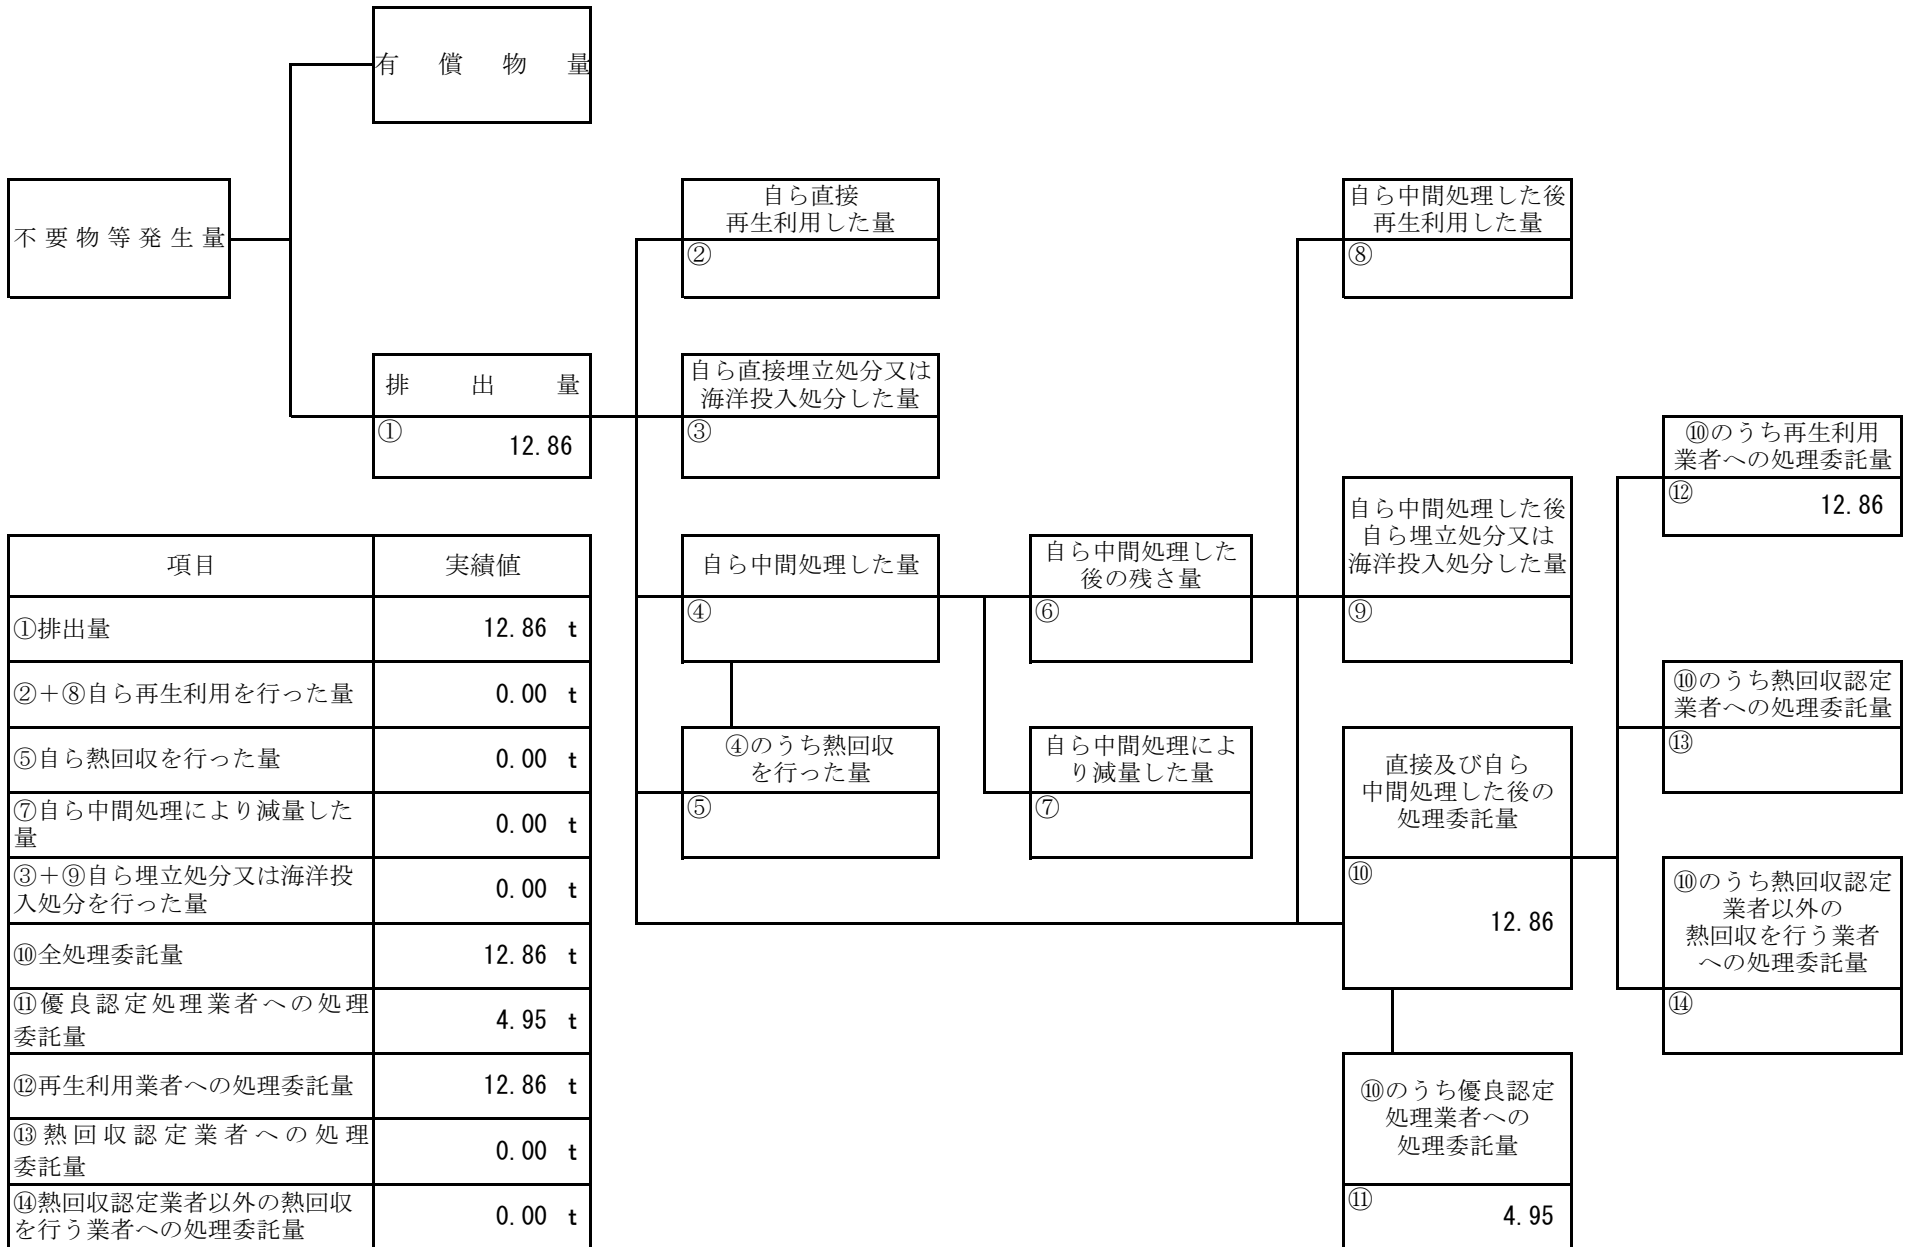 有償物量
不要物等発生量
排出量
① 12.86
自ら直接
再生利用した量
②
自ら直接埋立処分又は
海洋投入処分した量
③
自ら中間処理した量
④
④のうち熱回収
を行った量
⑤
自ら中間処理した
後の残さ量
⑥
自ら中間処理によ
り減量した量
⑦
自ら中間処理した後
再生利用した量
⑧
自ら中間処理した後
自ら埋立処分又は
海洋投入処分した量
⑨
直接及び自ら
中間処理した後の
処理委託量
⑩
12.86
⑩のうち優良認定
処理業者への
処理委託量
⑪
4.95
⑩のうち再生利用
業者への処理委託量
⑫ 12.86
⑩のうち熱回収認定
業者への処理委託量
⑬
⑩のうち熱回収認定
業者以外の
熱回収を行う業者
への処理委託量
⑭
項目 実績値
①排出量 12.86 t
②＋⑧自ら再生利用を行った量 0.00 t
⑤自ら熱回収を行った量 0.00 t
⑦自ら中間処理により減量した
量 0.00 t
③＋⑨自ら埋立処分又は海洋投
入処分を行った量 0.00 t
⑩全処理委託量 12.86 t
⑪優良認定処理業者への処理
委託量 4.95 t
⑫再生利用業者への処理委託量 12.86 t
⑬熱回収認定業者への処理
委託量 0.00 t
⑭熱回収認定業者以外の熱回収
を行う業者への処理委託量 0.00 t